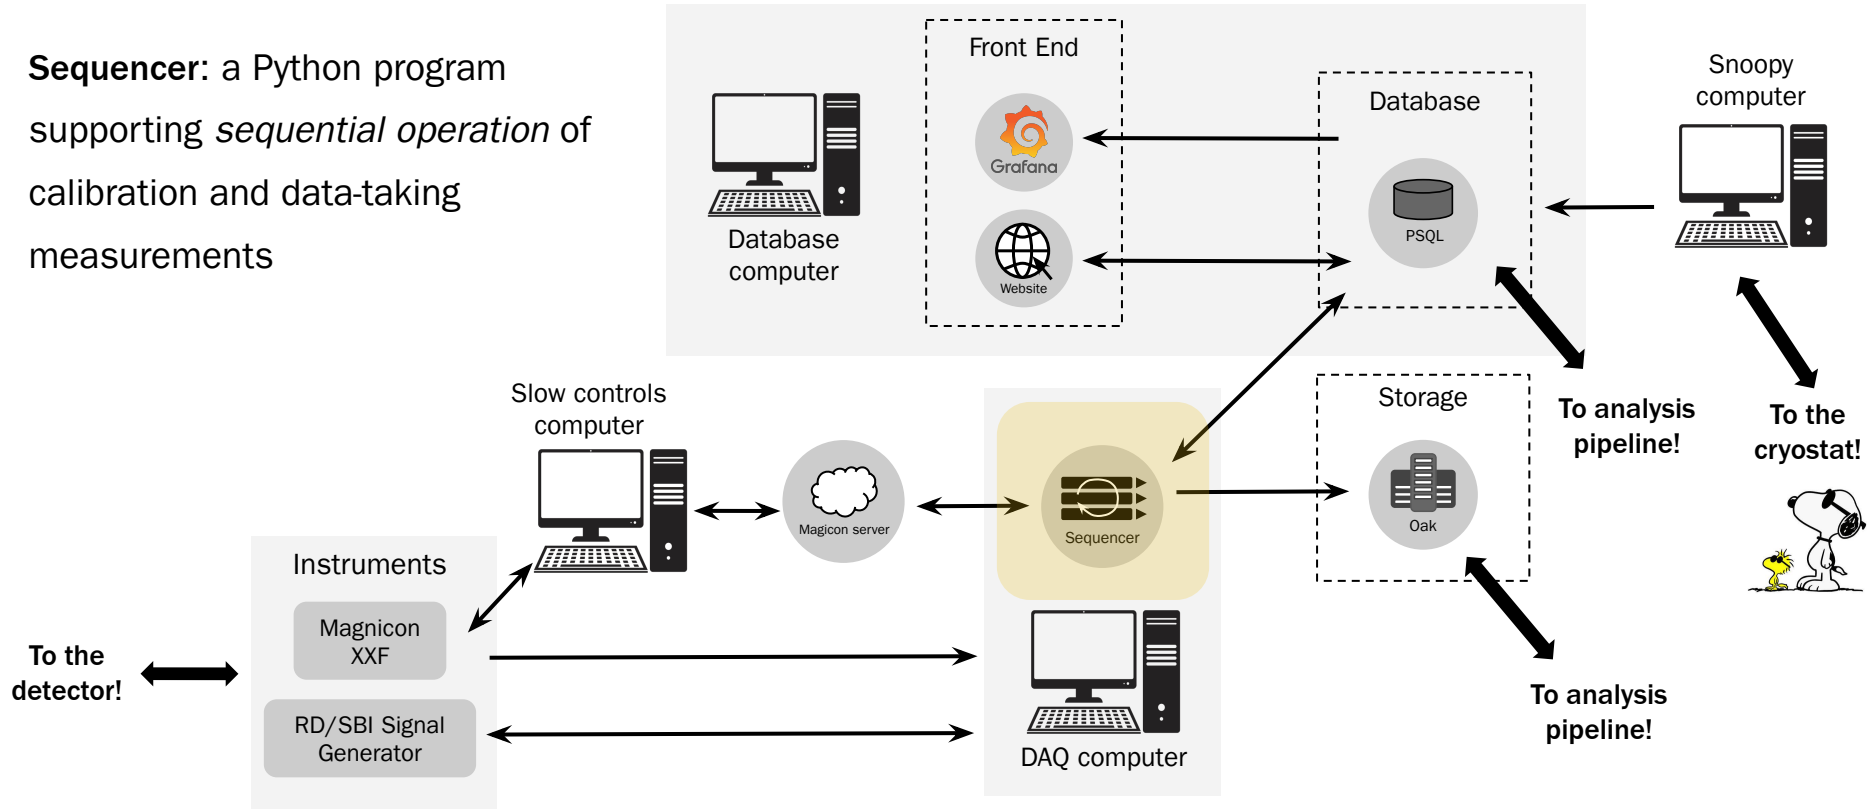 Sequencer: a Python program
supporting sequential operation of
calibration and data-taking
measurements
Front End
Grafana
Website
Database
computer
Database
PSQL
Snoopy
computer
To analysis
pipeline!
To the
cryostat!
Slow controls
computer
Magicon server
Sequencer
DAQ computer
Storage
Oak
To analysis
pipeline!
Instruments
Magnicon
XXF
RD/SBI Signal
Generator
To the
detector!